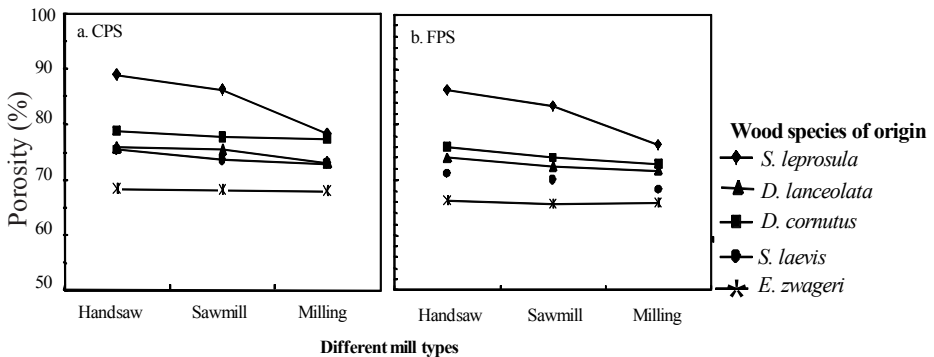 100
90
80
70
60
50
Porosity (%)
a. CPS
b. FPS
Handsaw Sawmill Milling
Handsaw Sawmill Milling
Different mill types
Wood species of origin
S. leprosula
D. lanceolata
D. cornutus
S. laevis
E. zwageri